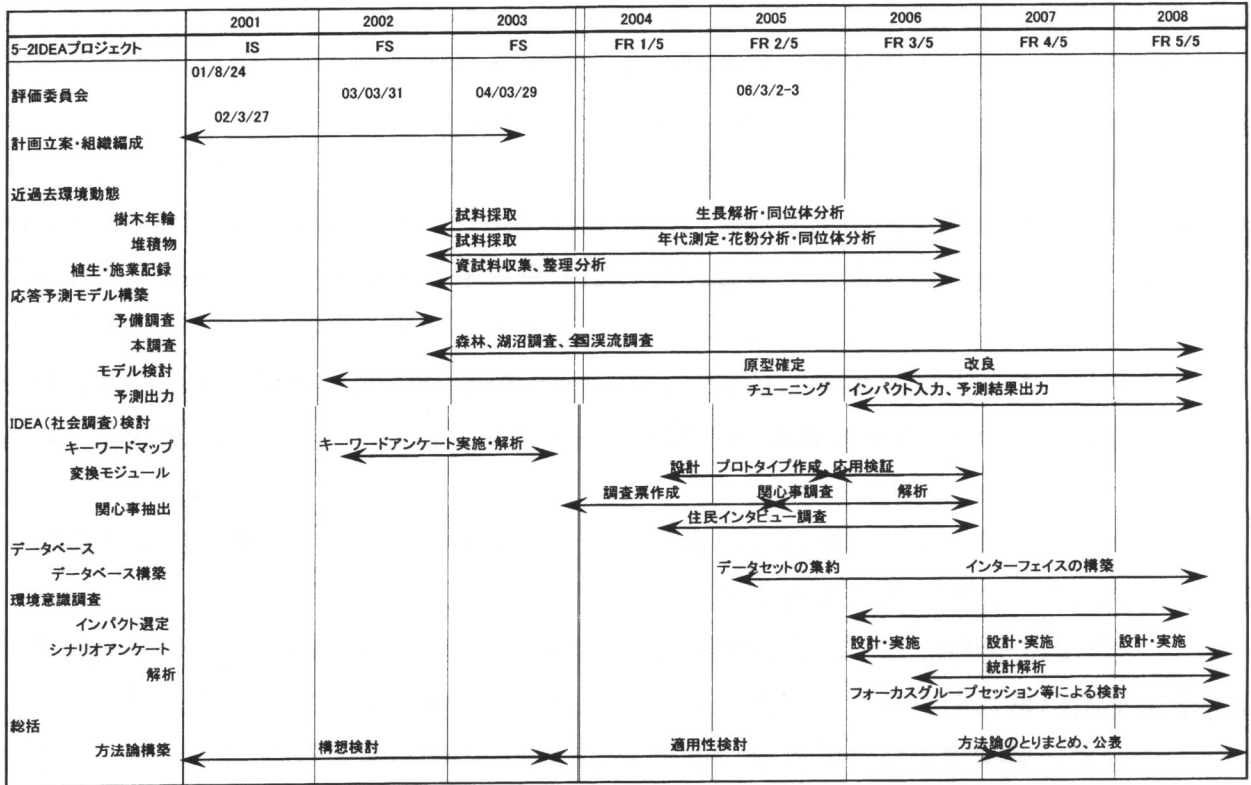 2001 2002 2003 2004 2005 2006 2007 2008
5-2IDEAプロジェクト IS FS FS FR 1/5 FR 2/5 FR 3/5 FR 4/5 FR 5/5
01/8/24
評価委員会 03/03/31 04/03/29 06/3/2-3
02/3/27
計画立案・組織編成
近過去環境動態
樹木年輪 試料採取 生長解析・同位体分析
堆積物 試料採取 年代測定・花粉分析・同位体分析
植生・施業記録 資試料収集、整理分析
応答予測モデル構築
予備調査
本調査 森林、湖沼調査、全国渓流調査
モデル検討 原型確定 改良
予測出力 チューニング インパクト入力、予測結果出力
IDEA(社会調査)検討
キーワードマップ キーワードアンケート実施・解析
変換モジュール 設計 プロトタイプ作成、応用検証
関心事抽出 調査票作成 関心事調査 解析
住民インタビュー調査
データベース
データベース構築 データセットの集約 インターフェイスの構築
環境意識調査
インパクト選定
シナリオアンケート 設計・実施 設計・実施 設計・実施
解析 統計解析
フォーカスグループセッション等による検討
総括
方法論構築 構想検討 適用性検討 方法論のとりまとめ、公表